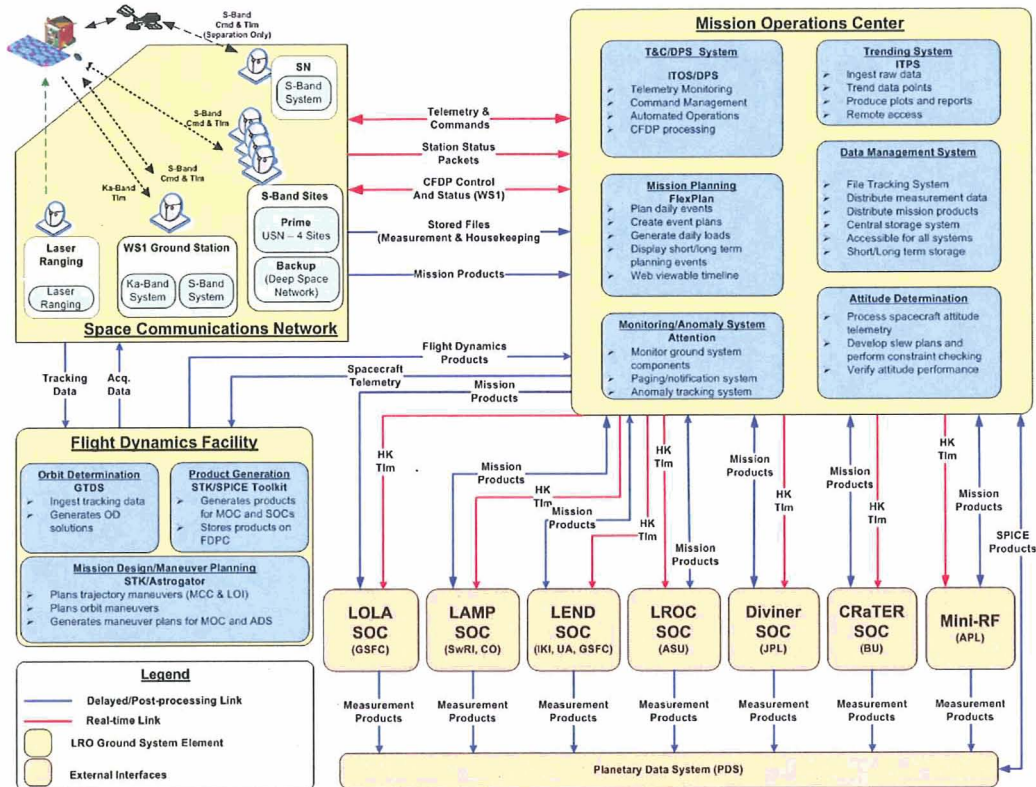 S-Band
Cmd & Tlm
(Separation Only)
SN
S-Band
System
S-Band
Cmd & Tlm
S-Band
Cmd & Tlm
Ka-Band
Tlm
S-Band Sites
Prime
USN – 4 Sites
Backup
(Deep Space
Network)
Laser
Ranging
Laser
Ranging
WS1 Ground Station
Ka-Band
System
S-Band
System
Space Communications Network
Telemetry &
Commands
Station Status
Packets
CFDP Control
And Status (WS1)
Stored Files
(Measurement & Housekeeping)
Mission Products
Mission Operations Center
T&C/DPS System
ITOS/DPS
Telemetry Monitoring
Command Management
Automated Operations
CFDP processing
Trending System
ITPS
Ingest raw data
Trend data points
Produce plots and reports
Remote access
Mission Planning
FlexPlan
Plan daily events
Create event plans
Generate daily loads
Display short/long term
planning events
Web viewable timeline
Data Management System
File Tracking System
Distribute measurement data
Distribute mission products
Central storage system
Accessible for all systems
Short/Long term storage
Monitoring/Anomaly System
Attention
Monitor ground system
components
Paging/notification system
Anomaly tracking system
Attitude Determination
Process spacecraft attitude
telemetry
Develop slew plans and
perform constraint checking
Verify attitude performance
Tracking
Data
Acq.
Data
Flight Dynamics
Products
Spacecraft
Telemetry
Mission
Products
Flight Dynamics Facility
Orbit Determination
GTDS
Ingest tracking data
Generates OD
solutions
Product Generation
STK/SPICE Toolkit
Generates products
for MOC and SOCs
Stores products on
FDPC
Mission Design/Maneuver Planning
STK/Astrogator
Plans trajectory maneuvers (MCC & LOI)
Plans orbit maneuvers
Generates maneuver plans for MOC and ADS
HK
Tlm
Mission
Products
HK
Tlm
Mission
Products
HK
Tlm
HK
Tlm
Mission
Products
Mission
Products
HK
Tlm
Mission
Products
HK
Tlm
HK
Tlm
Mission
Products
SPICE
Products
LOLA
SOC
(GSFC)
LAMP
SOC
(SwRI, CO)
LEND
SOC
(IKI, UA, GSFC)
LROC
SOC
(ASU)
Diviner
SOC
(JPL)
CRaTER
SOC
(BU)
Mini-RF
(APL)
Measurement
Products
Measurement
Products
Measurement
Products
Measurement
Products
Measurement
Products
Measurement
Products
Measurement
Products
Planetary Data System (PDS)
Legend
Delayed/Post-processing Link
Real-time Link
LRO Ground System Element
External Interfaces